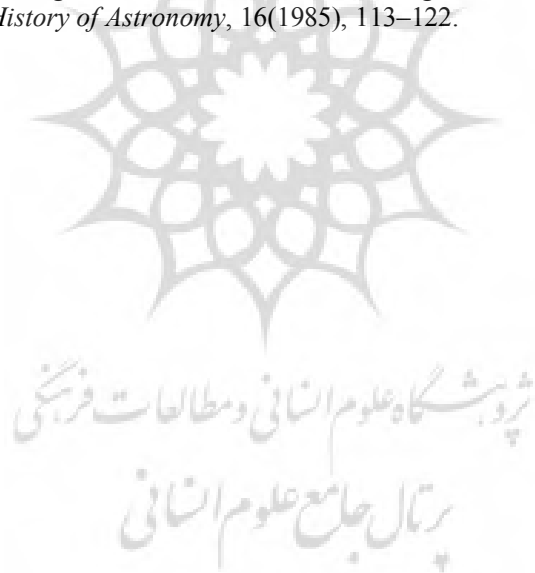 History of Astronomy, 16(1985), 113–122.
پژوهشگاه علوم انسانی و مطالعات فرهنگی
پرتال جامع علوم انسانی